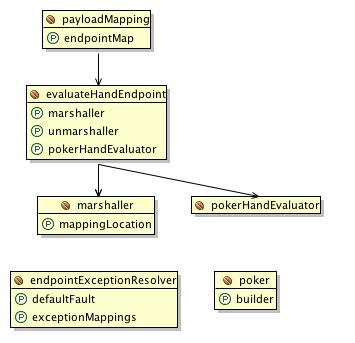 payloadMapping
P endpointMap
evaluateHandEndpoint
P marshaller
P unmarshaller
P pokerHandEvaluator
marshaller
P mappingLocation
pokerHandEvaluator
endpointExceptionResolver
P defaultFault
P exceptionMappings
poker
P builder